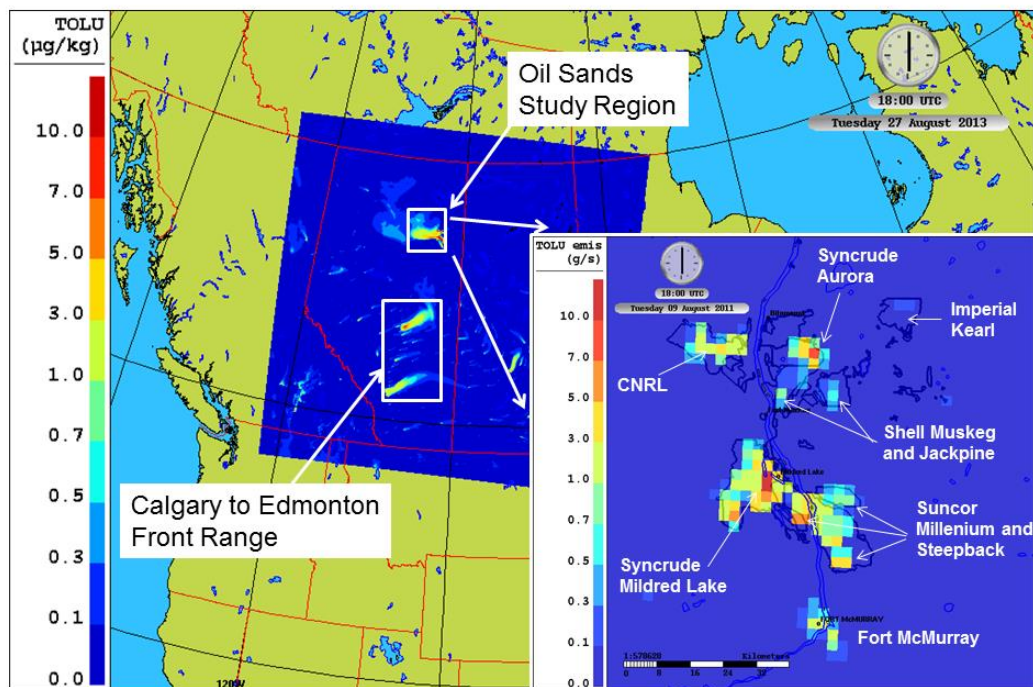 TOLU
(µg/kg)
10.0
7.0
5.0
3.0
1.0
0.7
0.5
0.3
0.1
0.0
Oil Sands
Study Region
18:00 UTC
Tuesday 27 August 2013
Calgary to Edmonton
Front Range
120W
TOLU emis
(g/s)
10.0
7.0
5.0
3.0
1.0
0.7
0.5
0.3
0.1
0.0
18:00 UTC
Tuesday 09 August 2011
Syncrude
Aurora
Imperial
Kearl
CNRL
Shell Muskeg
and Jackpine
Mildred Lake
Suncor
Millenium and
Steepback
Syncrude
Mildred Lake
FORT McMURRAY
Fort McMurray
1:578620
Kilometers
0
8
16
24
32